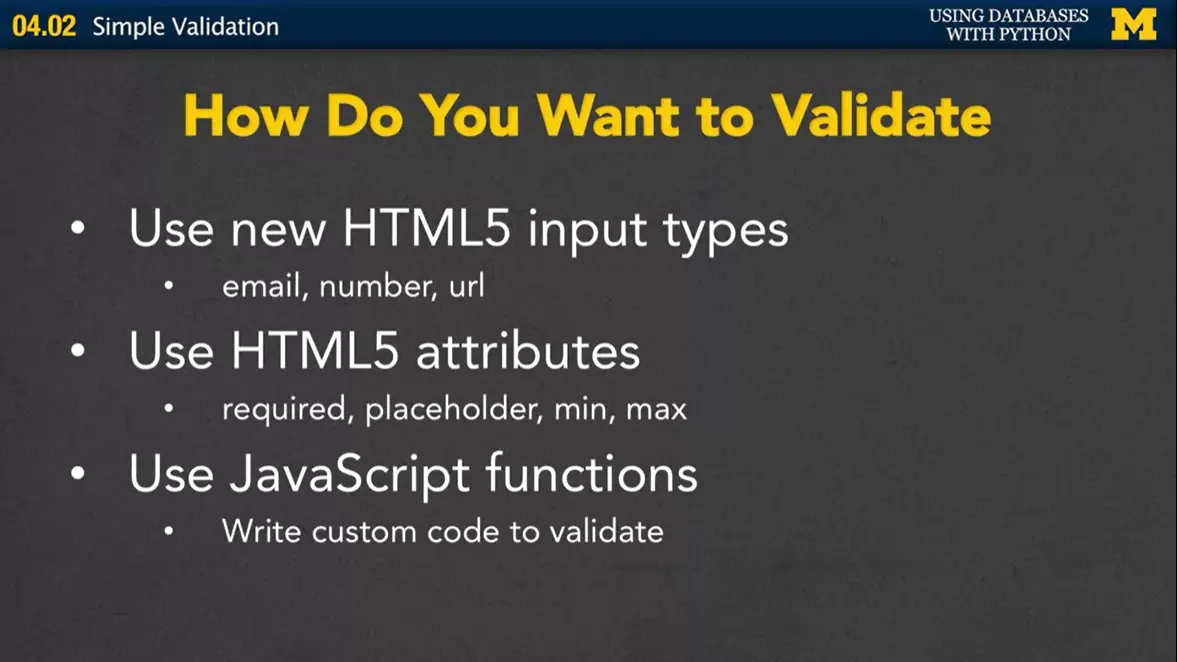 04.02 Simple Validation
USING DATABASES
WITH PYTHON
M
How Do You Want to Validate
• Use new HTML5 input types
• email, number, url
• Use HTML5 attributes
• required, placeholder, min, max
• Use JavaScript functions
• Write custom code to validate